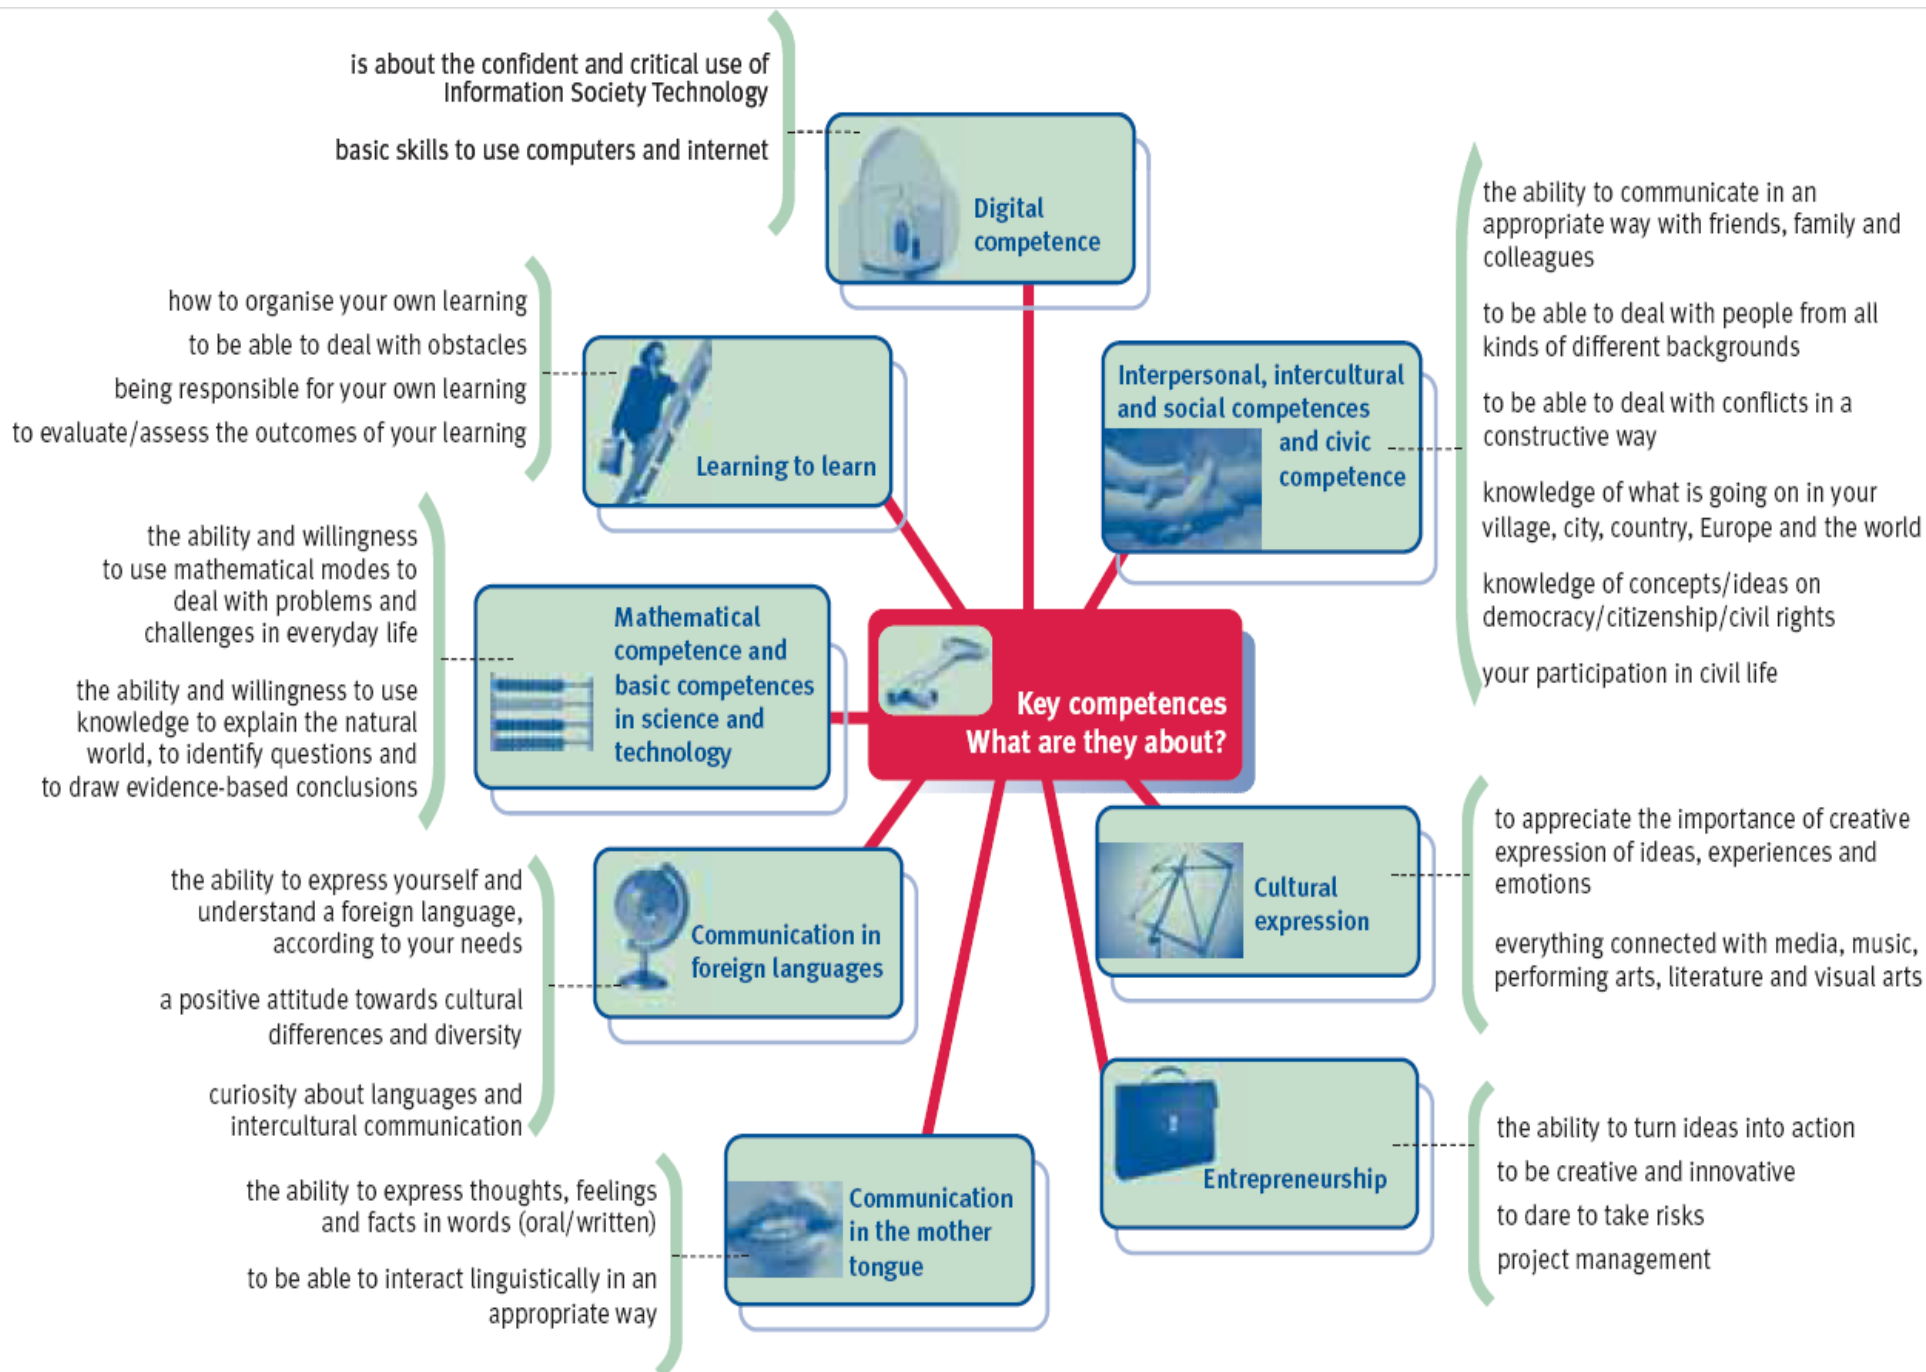 is about the confident and critical use of
Information Society Technology
basic skills to use computers and internet
Digital
competence
the ability to communicate in an
appropriate way with friends, family and
colleagues
to be able to deal with people from all
kinds of different backgrounds
to be able to deal with conflicts in a
constructive way
knowledge of what is going on in your
village, city, country, Europe and the world
knowledge of concepts/ideas on
democracy/citizenship/civil rights
your participation in civil life
Interpersonal, intercultural
and social competences
and civic
competence
how to organise your own learning
to be able to deal with obstacles
being responsible for your own learning
to evaluate/assess the outcomes of your learning
Learning to learn
the ability and willingness
to use mathematical modes to
deal with problems and
challenges in everyday life
the ability and willingness to use
knowledge to explain the natural
world, to identify questions and
to draw evidence-based conclusions
Mathematical
competence and
basic competences
in science and
technology
Key competences
What are they about?
to appreciate the importance of creative
expression of ideas, experiences and
emotions
everything connected with media, music,
performing arts, literature and visual arts
Cultural
expression
the ability to express yourself and
understand a foreign language,
according to your needs
a positive attitude towards cultural
differences and diversity
curiosity about languages and
intercultural communication
Communication in
foreign languages
the ability to turn ideas into action
to be creative and innovative
to dare to take risks
project management
Entrepreneurship
the ability to express thoughts, feelings
and facts in words (oral/written)
to be able to interact linguistically in an
appropriate way
Communication
in the mother
tongue